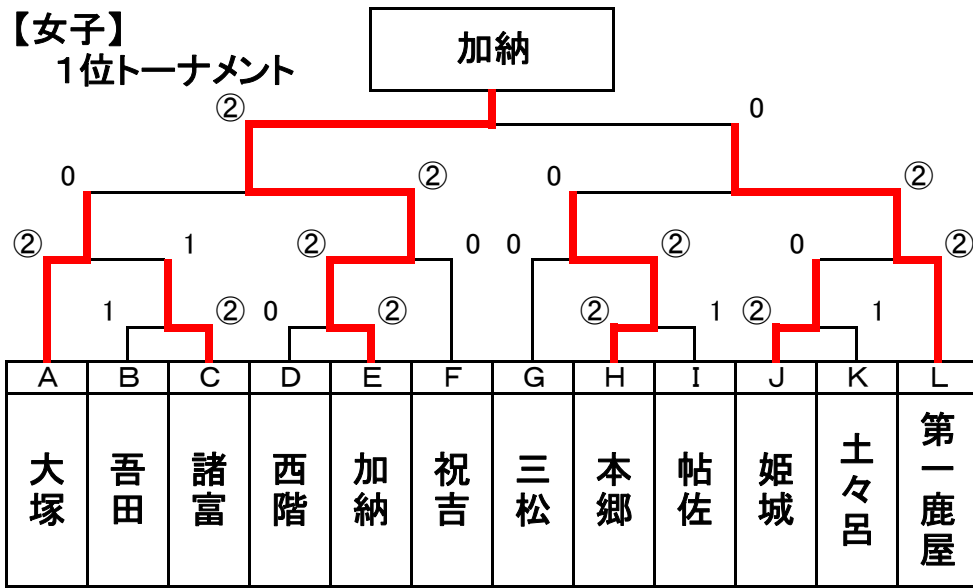 【女子】
1位トーナメント
加納
② 0
0 ② 0 ②
② 1 ② 0 0 ② 0 ②
1 ② 0 ② ② 1 ② 1
A B C D E F G H I J K L
大塚 吾田 諸富 西階 加納 祝吉 三松 本郷 帖佐 姫城 土々呂 第一鹿屋